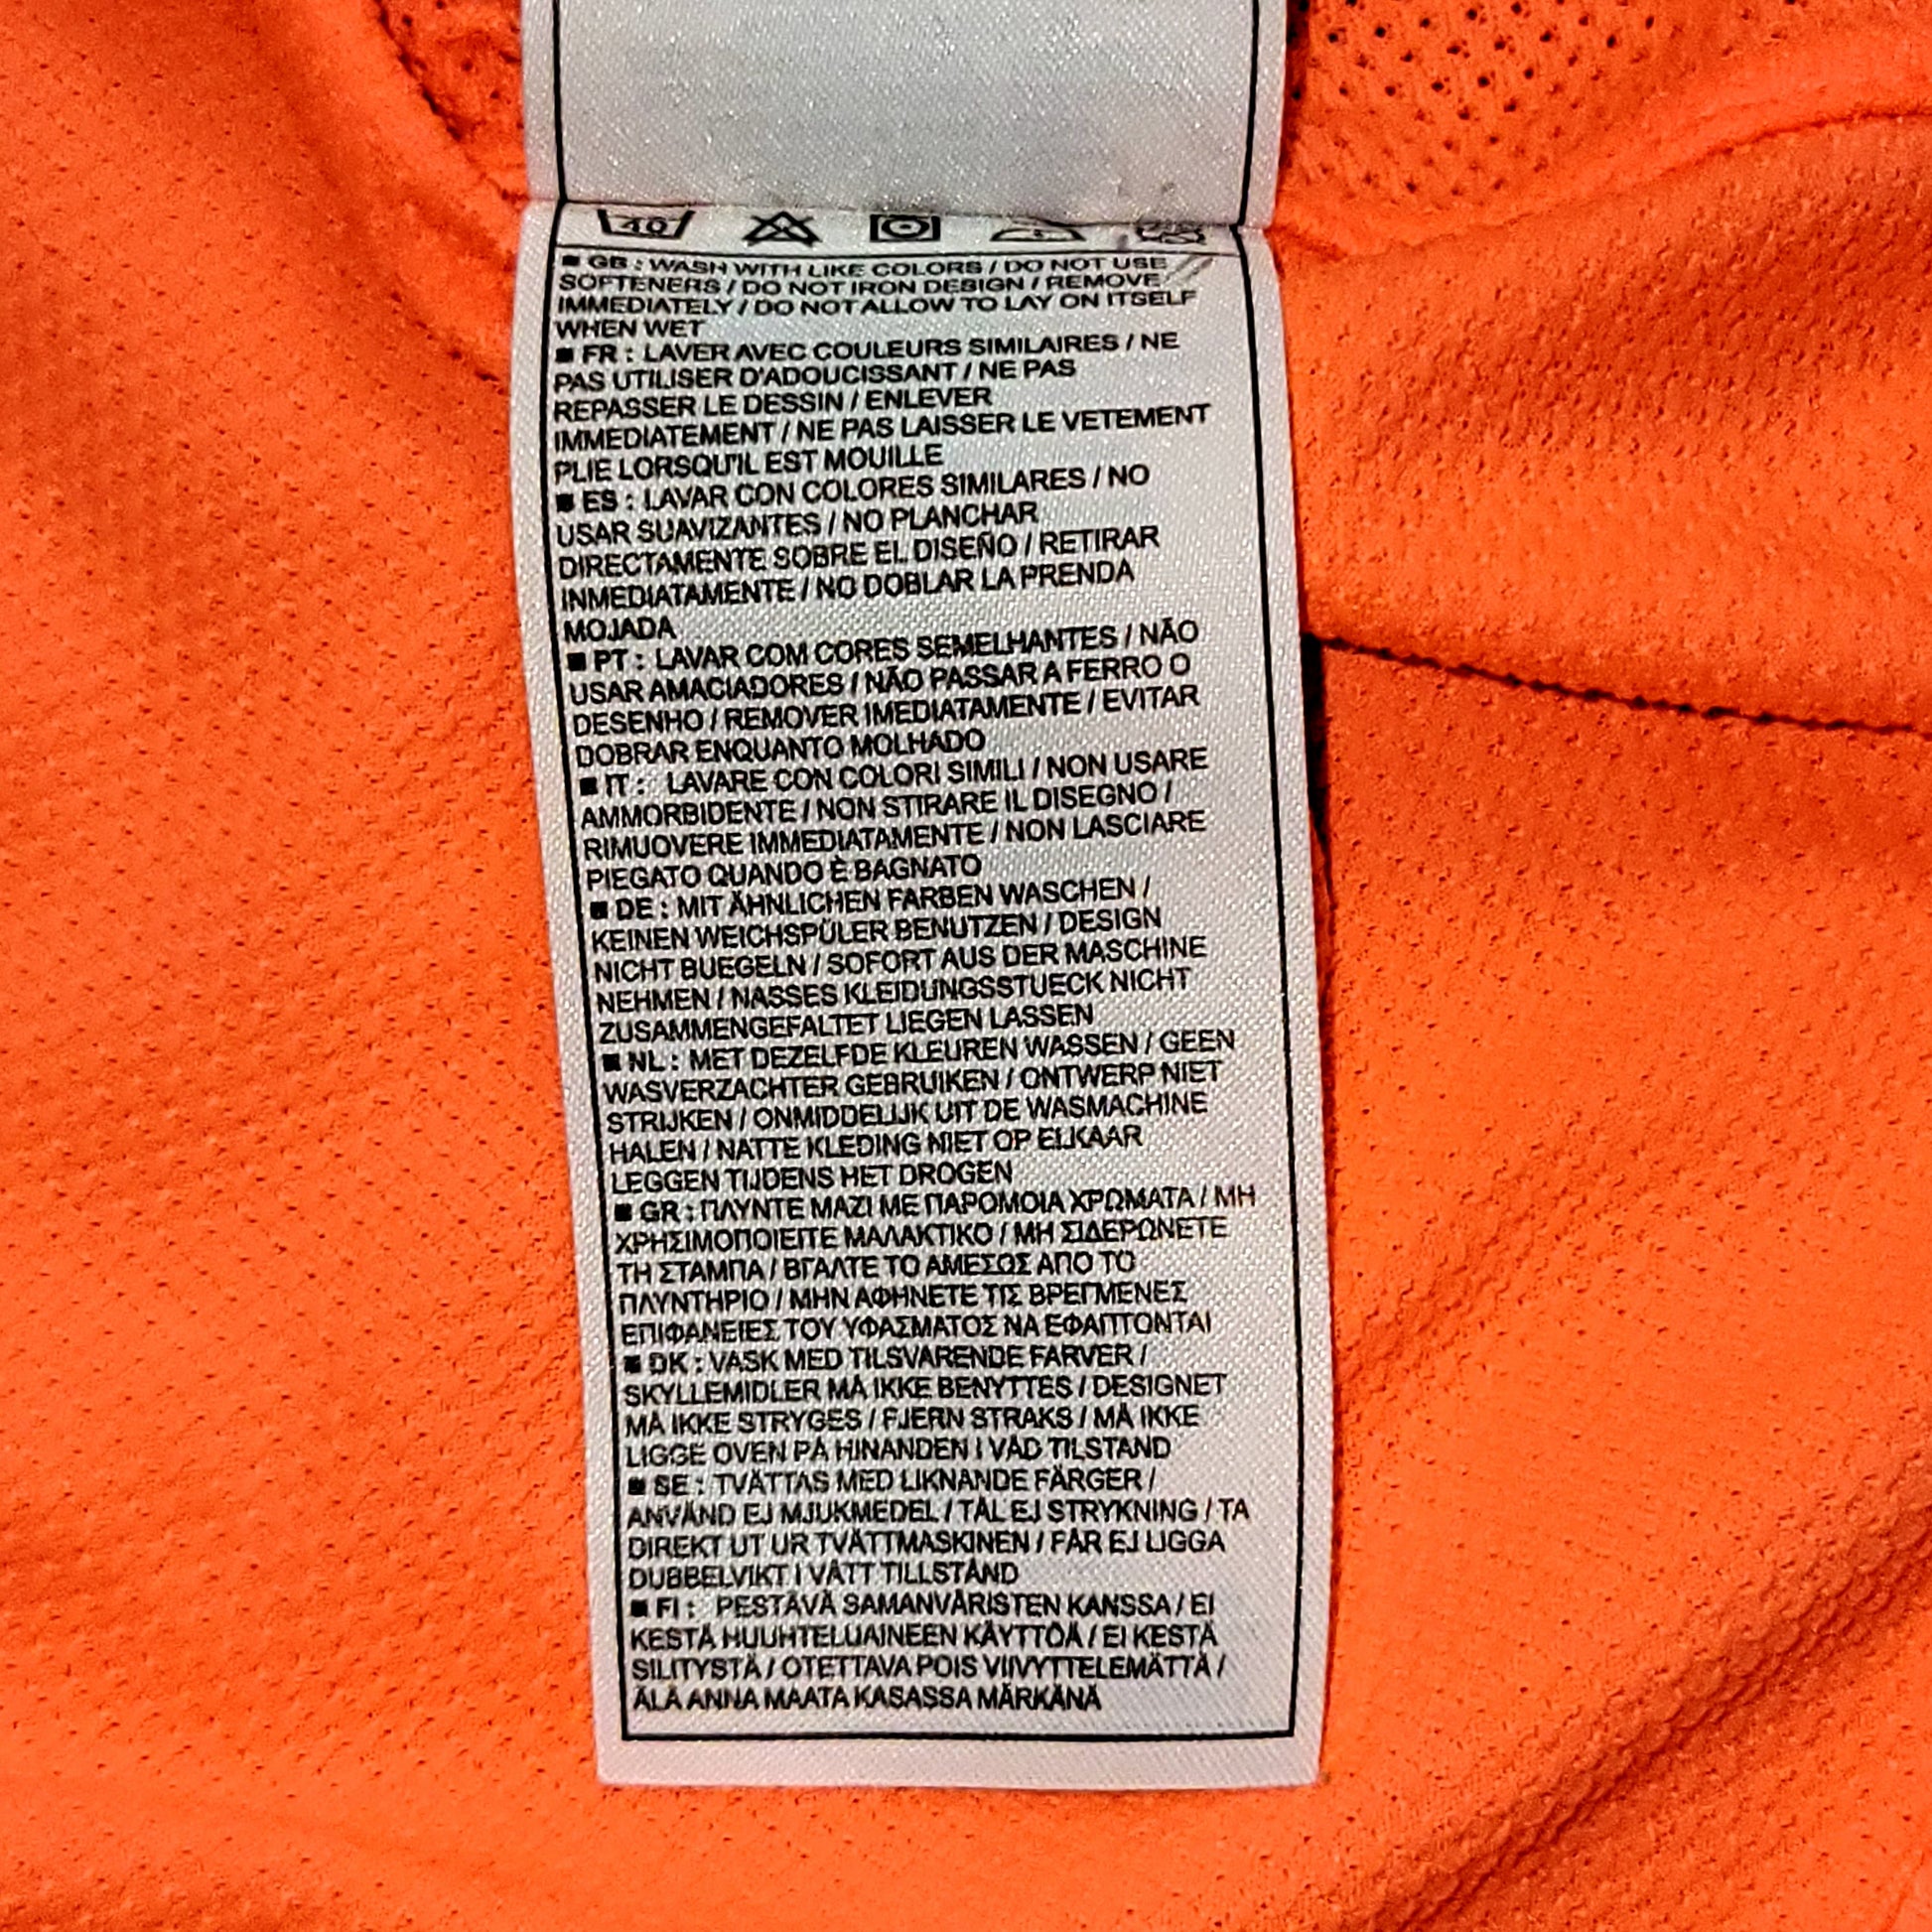 40
■ GB : WASH WITH LIKE COLORS / DO NOT USE
SOFTENERS / DO NOT IRON DESIGN / REMOVE
IMMEDIATELY / DO NOT ALLOW TO LAY ON ITSELF
WHEN WET
■ FR : LAVER AVEC COULEURS SIMILAIRES / NE
PAS UTILISER D'ADOUCISSANT / NE PAS
REPASSER LE DESSIN / ENLEVER
IMMEDIATEMENT / NE PAS LAISSER LE VETEMENT
PLIE LORSQU'IL EST MOUILLE
■ ES : LAVAR CON COLORES SIMILARES / NO
USAR SUAVIZANTES / NO PLANCHAR
DIRECTAMENTE SOBRE EL DISEÑO / RETIRAR
INMEDIATAMENTE / NO DOBLAR LA PRENDA
MOJADA
■ PT : LAVAR COM CORES SEMELHANTES / NÃO
USAR AMACIADORES / NÃO PASSAR A FERRO O
DESENHO / REMOVER IMEDIATAMENTE / EVITAR
DOBRAR ENQUANTO MOLHADO
■ IT : LAVARE CON COLORI SIMILI / NON USARE
AMMORBIDENTE / NON STIRARE IL DISEGNO /
RIMUOVERE IMMEDIATAMENTE / NON LASCIARE
PIEGATO QUANDO È BAGNATO
■ DE : MIT ÄHNLICHEN FARBEN WASCHEN /
KEINEN WEICHSPÜLER BENUTZEN / DESIGN
NICHT BUEGELN / SOFORT AUS DER MASCHINE
NEHMEN / NASSES KLEIDUNGSSTUECK NICHT
ZUSAMMENGEFALTET LIEGEN LASSEN
■ NL : MET DEZELFDE KLEUREN WASSEN / GEEN
WASVERZACHTER GEBRUIKEN / ONTWERP NIET
STRIJKEN / ONMIDDELIJK UIT DE WASMACHINE
HALEN / NATTE KLEDING NIET OP ELKAAR
LEGGEN TIJDENS HET DROGEN
■ GR : ΠΛΥΝΤΕ ΜΑΖΙ ΜΕ ΠΑΡΟΜΟΙΑ ΧΡΩΜΑΤΑ / ΜΗ
ΧΡΗΣΙΜΟΠΟΙΕΙΤΕ ΜΑΛΑΚΤΙΚΟ / ΜΗ ΣΙΔΕΡΩΝΕΤΕ
ΤΗ ΣΤΑΜΠΑ / ΒΓΑΛΤΕ ΤΟ ΑΜΕΣΩΣ ΑΠΟ ΤΟ
ΠΛΥΝΤΗΡΙΟ / ΜΗΝ ΑΦΗΝΕΤΕ ΤΙΣ ΒΡΕΓΜΕΝΕΣ
ΕΠΙΦΑΝΕΙΕΣ ΤΟΥ ΥΦΑΣΜΑΤΟΣ ΝΑ ΕΦΑΠΤΟΝΤΑΙ
■ DK : VASK MED TILSVARENDE FARVER /
SKYLLEMIDLER MÅ IKKE BENYTTES / DESIGNET
MÅ IKKE STRYGES / FJERN STRAKS / MÅ IKKE
LIGGE OVEN PÅ HINANDEN I VÅD TILSTAND
■ SE : TVÄTTAS MED LIKNANDE FÄRGER /
ANVÄND EJ MJUKMEDEL / TÅL EJ STRYKNING / TA
DIREKT UT UR TVÄTTMASKINEN / FÅR EJ LIGGA
DUBBELVIKT I VÅTT TILLSTÅND
■ FI : PESTÄVÄ SAMANVÄRISTEN KANSSA / EI
KESTÄ HUUHTELUAINEEN KÄYTTÖÄ / EI KESTÄ
SILITYSTÄ / OTETTAVA POIS VIIVYTTELEMÄTTÄ /
ÄLÄ ANNA MAATA KASASSA MÄRKÄNÄ